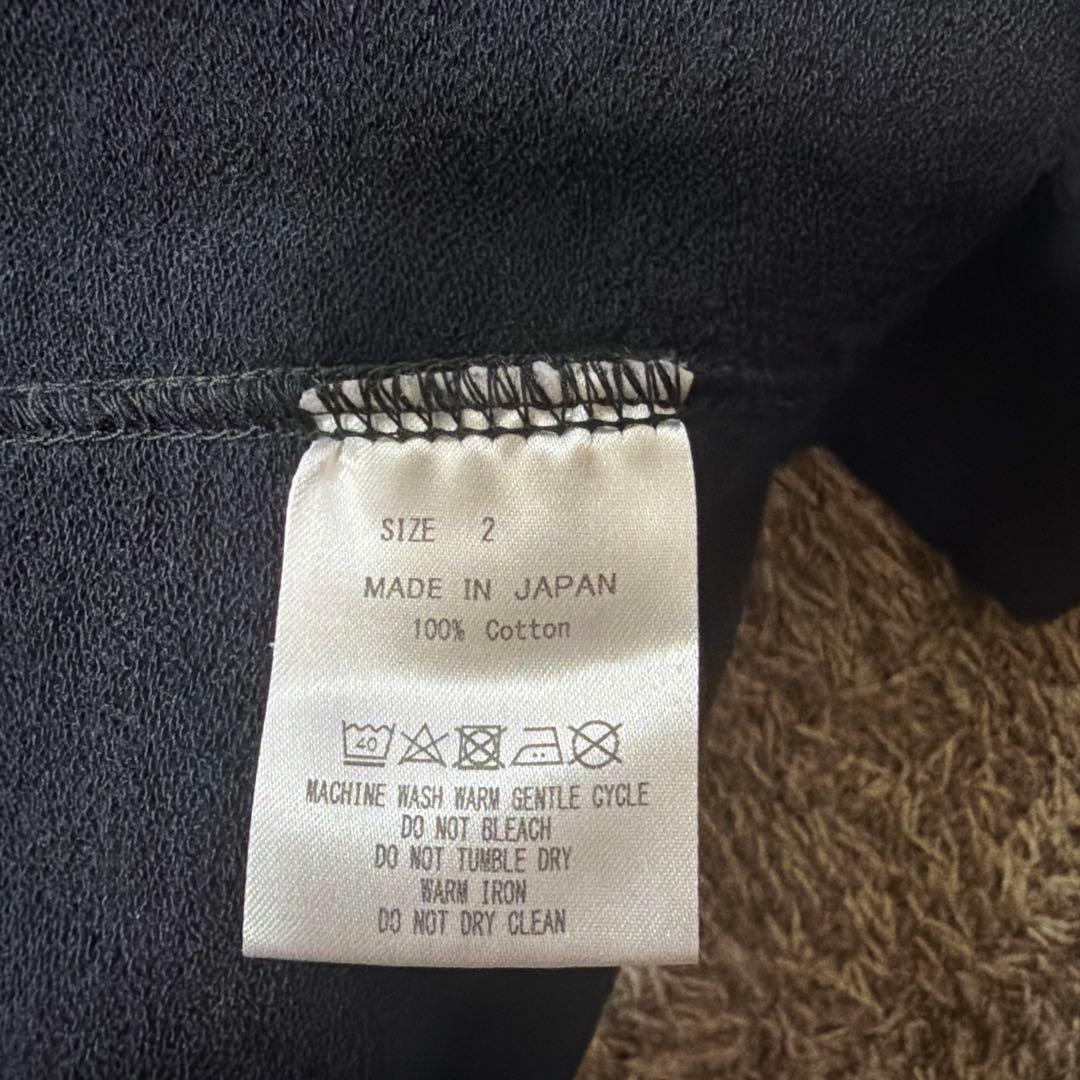 SIZE 2
MADE IN JAPAN
100% Cotton
40
MACHINE WASH WARM GENTLE CYCLE
DO NOT BLEACH
DO NOT TUMBLE DRY
WARM IRON
DO NOT DRY CLEAN